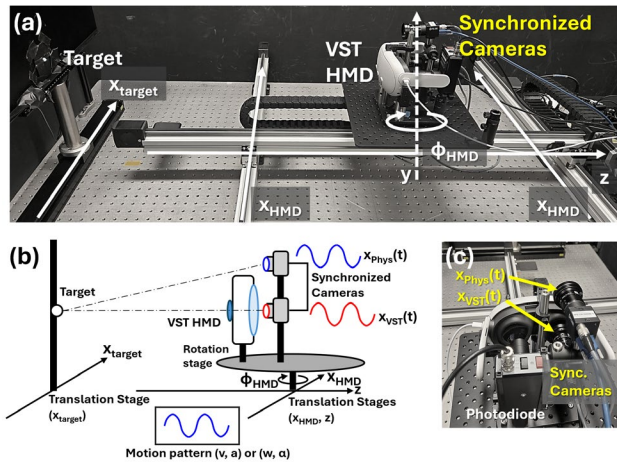 (a)
Target
x_target
VST
HMD
Synchronized
Cameras
ϕ_HMD
x_HMD
y
z
x_HMD
(b)
Target
x_target
Translation Stage
(x_target)
VST HMD
Rotation
stage
x_Phys(t)
Synchronized
Cameras
x_VST(t)
ϕ_HMD
x_HMD
z
Translation Stages
(x_HMD, z)
Motion pattern (v, a) or (w, α)
(c)
x_Phys(t)
x_VST(t)
Sync.
Cameras
Photodiode